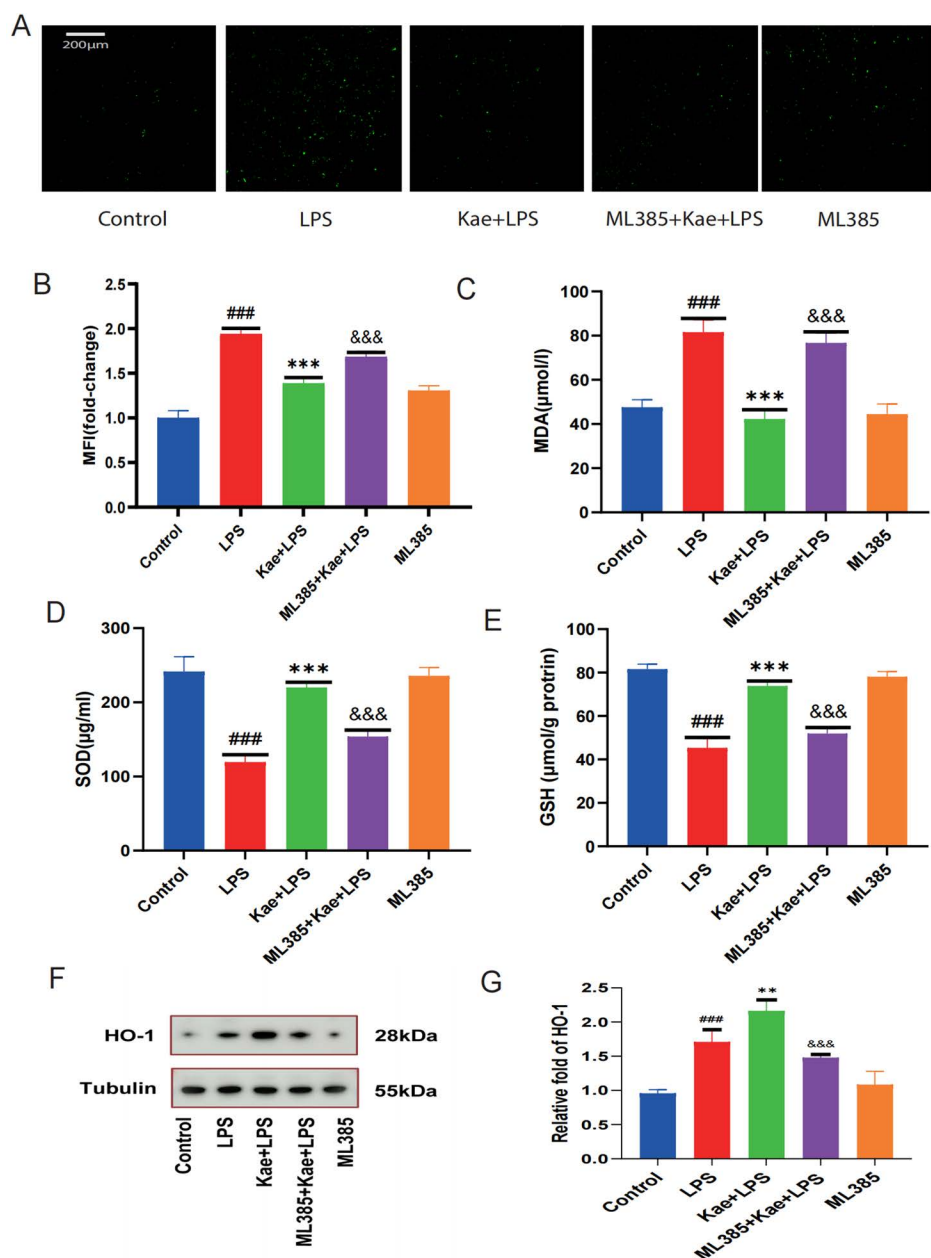 A
200μm
Control
LPS
Kae+LPS
ML385+Kae+LPS
ML385
B
MFI(fold-change)
2.5
2.0
1.5
1.0
0.5
0.0
###
***
&&&
Control
LPS
Kae+LPS
ML385+Kae+LPS
ML385
C
MDA(μmol/l)
100
80
60
40
20
0
###
***
&&&
Control
LPS
Kae+LPS
ML385+Kae+LPS
ML385
D
SOD(μg/ml)
300
200
100
0
###
***
&&&
Control
LPS
Kae+LPS
ML385+Kae+LPS
ML385
E
GSH (μmol/g protrin)
100
80
60
40
20
0
###
***
&&&
Control
LPS
Kae+LPS
ML385+Kae+LPS
ML385
F
HO-1
28kDa
Tubulin
55kDa
Control
LPS
Kae+LPS
ML385+Kae+LPS
ML385
G
Relative fold of HO-1
2.5
2.0
1.5
1.0
0.5
0.0
###
**
&&&
Control
LPS
Kae+LPS
ML385+Kae+LPS
ML385